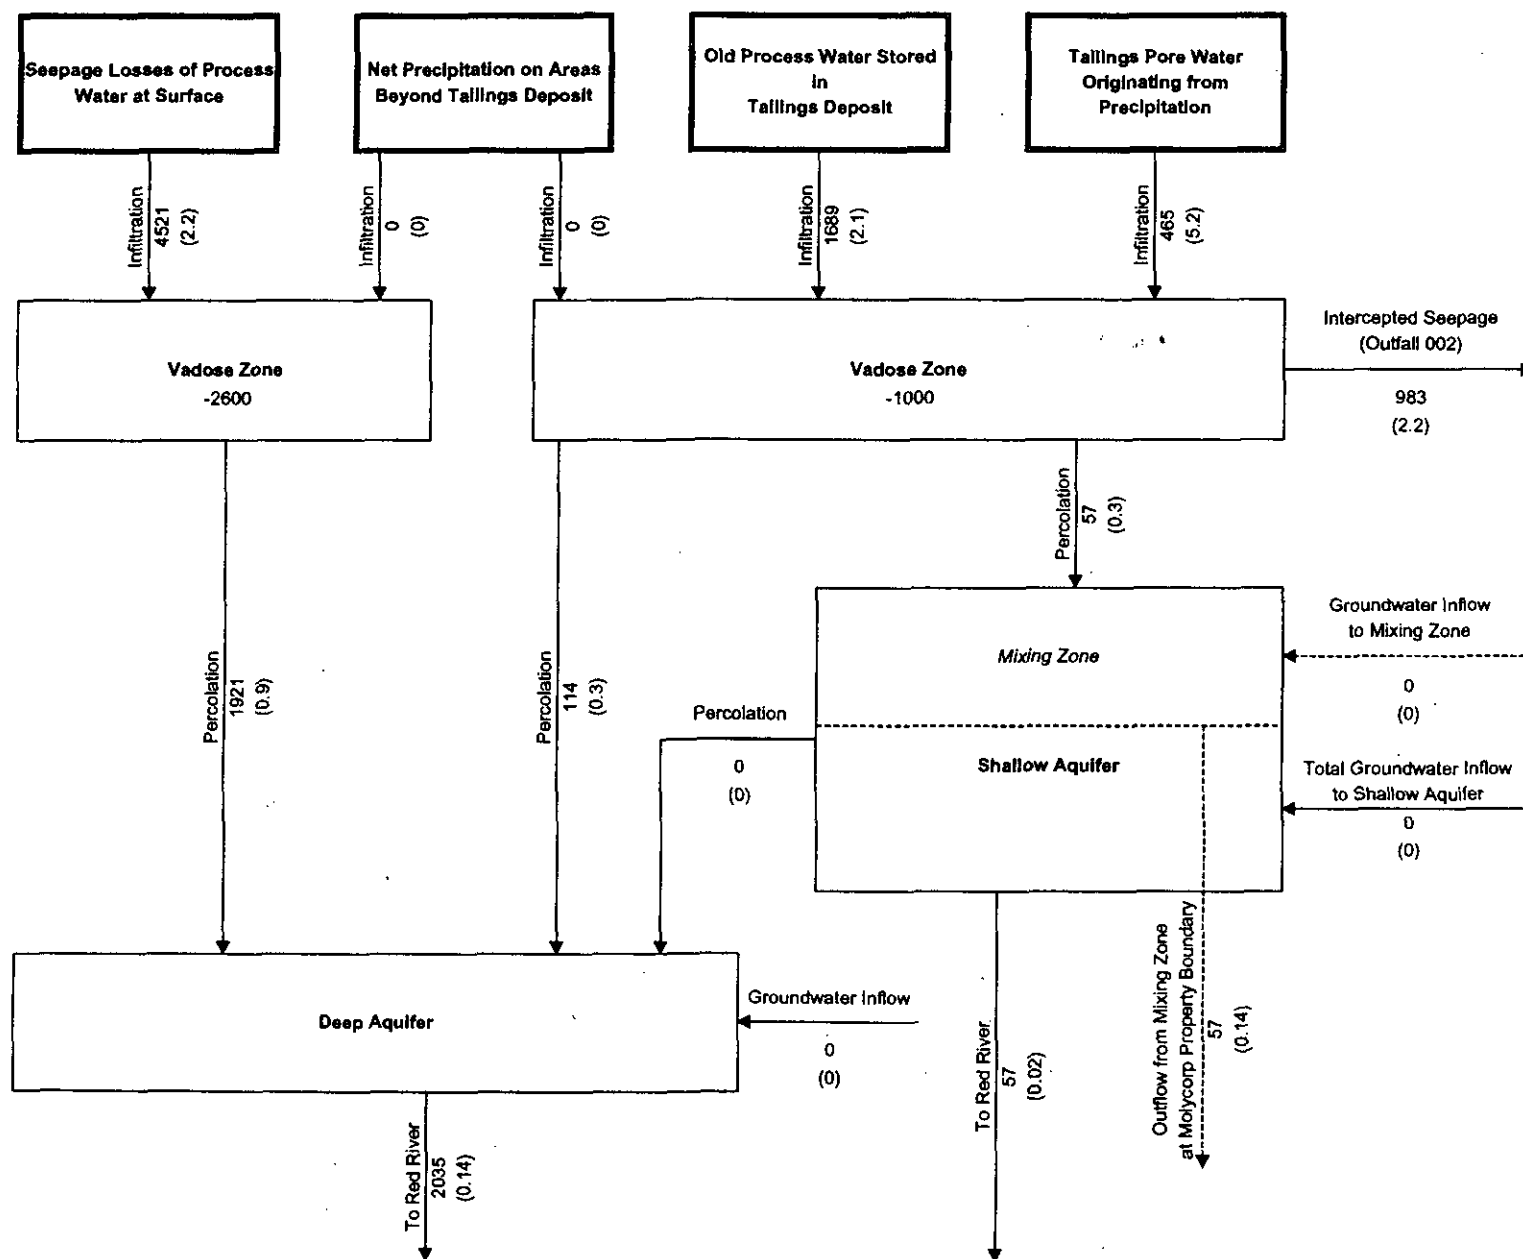 Seepage Losses of Process
Water at Surface
Net Precipitation on Areas
Beyond Tailings Deposit
Old Process Water Stored
in
Tailings Deposit
Tailings Pore Water
Originating from
Precipitation
Infiltration
4521
(2.2)
Infiltration
0
(0)
Infiltration
0
(0)
Infiltration
1689
(2.1)
Infiltration
465
(5.2)
Vadose Zone
-2600
Vadose Zone
-1000
Intercepted Seepage
(Outfall 002)
983
(2.2)
Percolation
57
(0.3)
Percolation
1921
(0.9)
Percolation
114
(0.3)
Percolation
0
(0)
Mixing Zone
Shallow Aquifer
Groundwater Inflow
to Mixing Zone
0
(0)
Total Groundwater Inflow
to Shallow Aquifer
0
(0)
Deep Aquifer
Groundwater Inflow
0
(0)
To Red River
57
(0.02)
Outflow from Mixing Zone
at Molycorp Property Boundary
57
(0.14)
To Red River
2035
(0.14)